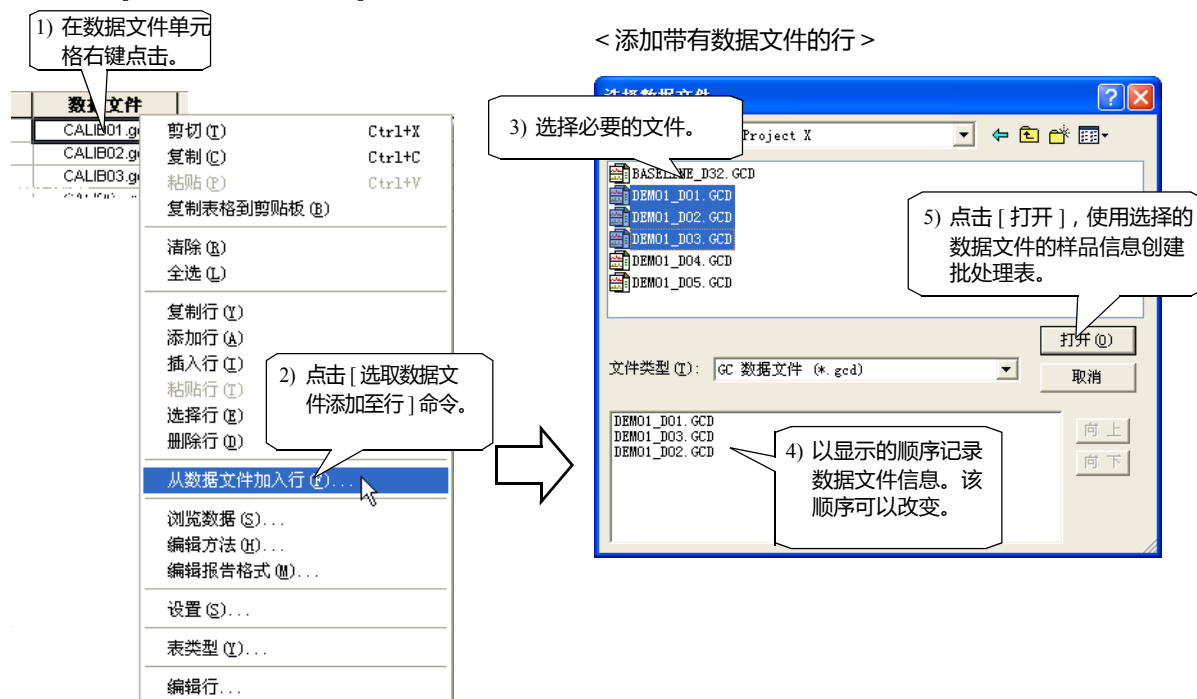 1) 在数据文件单元
格右键点击。
数据文件
CALIB01.g
CALIB02.g
CALIB03.g
剪切(T) Ctrl+X
复制(C) Ctrl+C
粘贴(P) Ctrl+V
复制表格到剪贴板(B)
清除(R)
全选(L)
复制行(Y)
添加行(A)
插入行(I)
粘贴行(T)
选择行(E)
删除行(D)
2) 点击 [ 选取数据文
件添加至行 ] 命令。
从数据文件加入行(F)...
浏览数据(S)...
编辑方法(H)...
编辑报告格式(M)...
设置(S)...
表类型(Y)...
编辑行...
< 添加带有数据文件的行 >
选择数据文件
3) 选择必要的文件。
Project X
BASELINE_D32.GCD
DEMO1_D01.GCD
DEMO1_D02.GCD
DEMO1_D03.GCD
DEMO1_D04.GCD
DEMO1_D05.GCD
5) 点击 [ 打开 ] , 使用选择的
数据文件的样品信息创建
批处理表。
打开(O)
文件类型(T): GC 数据文件 (*.gcd)
取消
DEMO1_D01.GCD
DEMO1_D03.GCD
DEMO1_D02.GCD
4) 以显示的顺序记录
数据文件信息。该
顺序可以改变。
向上
向下